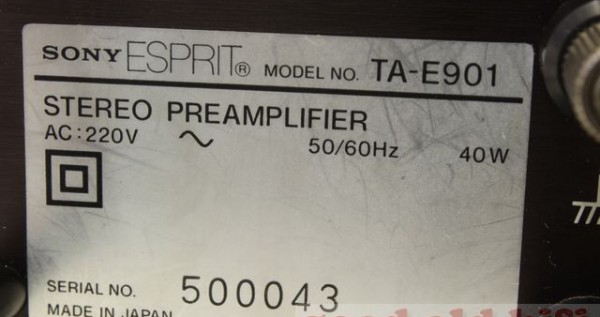 SONY ESPRIT® MODEL NO. TA-E901
STEREO PREAMPLIFIER
AC:220V ~ 50/60Hz 40W
SERIAL NO. 500043
MADE IN JAPAN